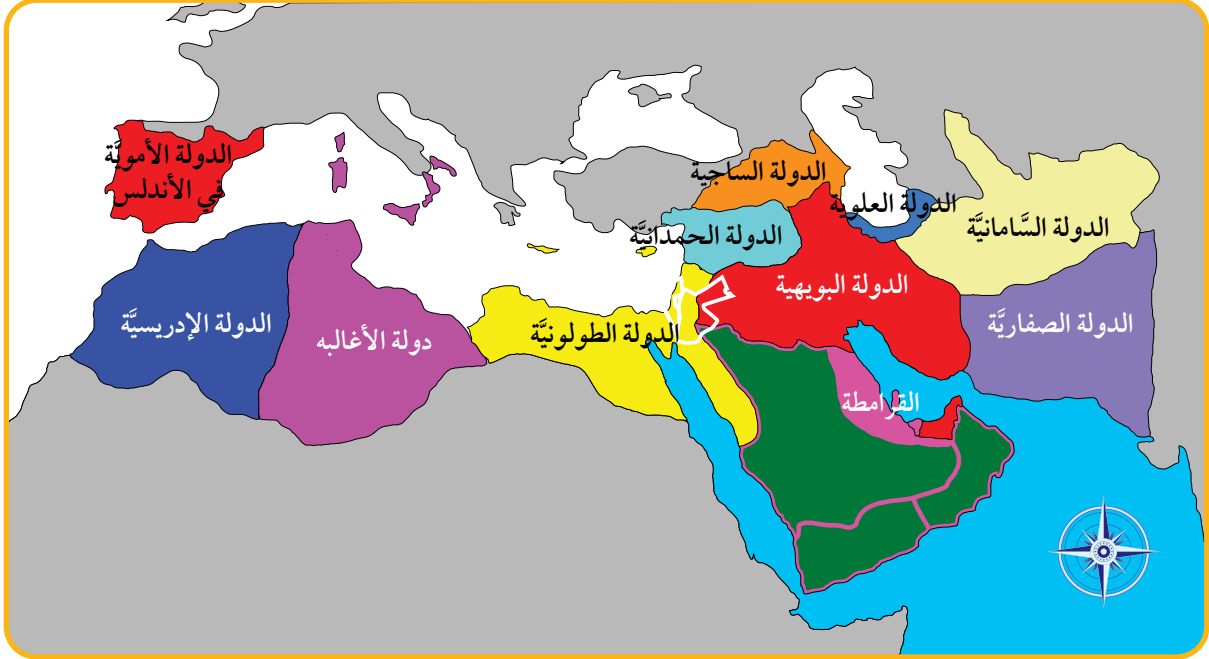 الدولة الأمويَّة
في الأندلس
الدولة الساجية
الدولة العلوية
الدولة السَّامانيَّة
الدولة الحمدانيَّة
الدولة البويهية
الدولة الصفاريَّة
الدولة الطولونيَّة
دولة الأغالبه
الدولة الإدريسيَّة
القرامطة